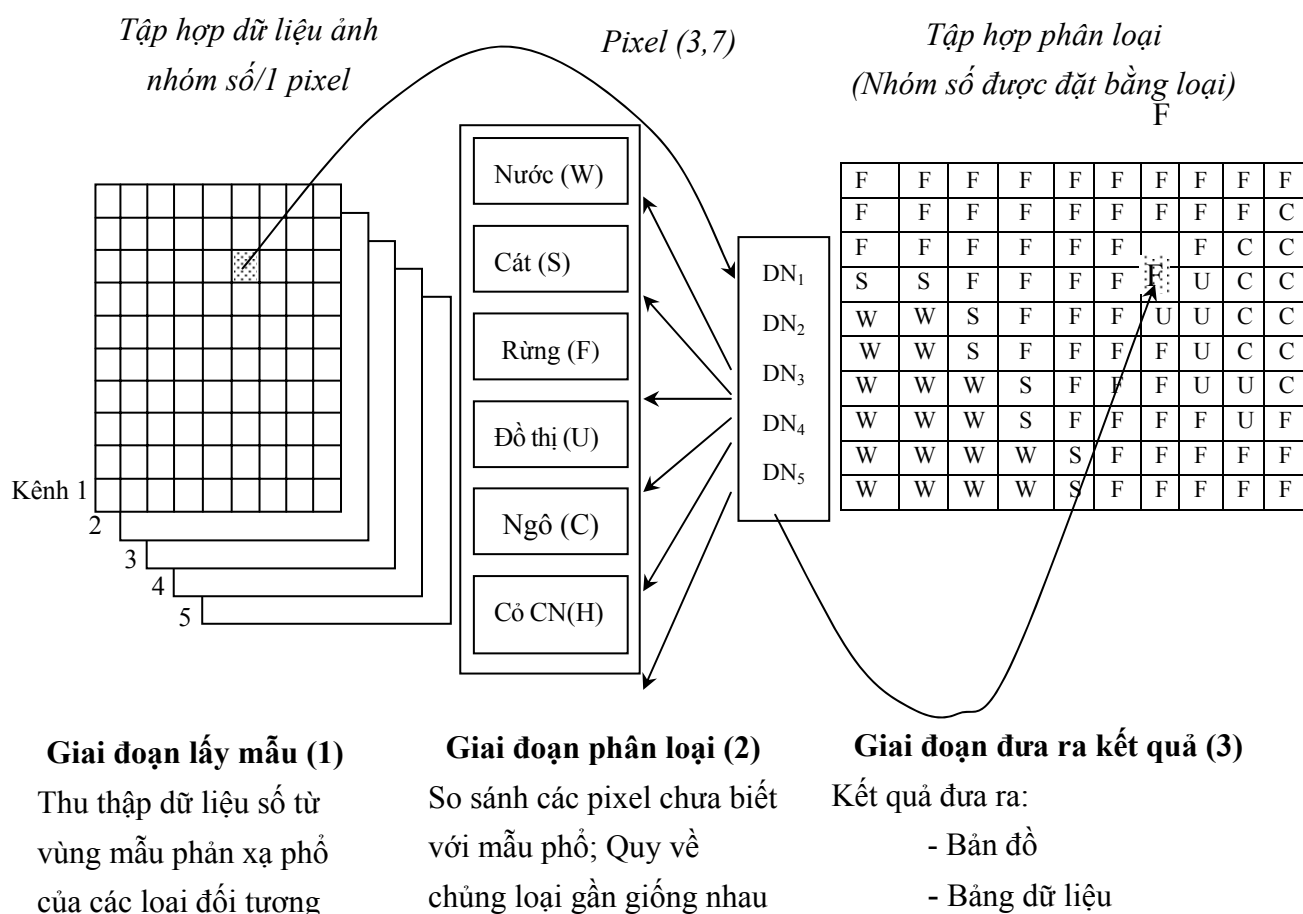 Tập hợp dữ liệu ảnh
nhóm số/1 pixel
Pixel (3,7)
Tập hợp phân loại
(Nhóm số được đặt bằng loại)
F
Nước (W)
Cát (S)
Rừng (F)
Đồ thị (U)
Ngô (C)
Cỏ CN(H)
Kênh 1
2
3
4
5
DN1
DN2
DN3
DN4
DN5
F F F F F F F F F F
F F F F F F F F F C
F F F F F F F C C
S S F F F F F U C C
W W S F F F U U C C
W W S F F F F U C C
W W W S F F F U U C
W W W S F F F F U F
W W W W S F F F F F
W W W W S F F F F F
Giai đoạn lấy mẫu (1)
Thu thập dữ liệu số từ
vùng mẫu phản xạ phổ
của các loại đối tượng
Giai đoạn phân loại (2)
So sánh các pixel chưa biết
với mẫu phổ; Quy về
chủng loại gần giống nhau
Giai đoạn đưa ra kết quả (3)
Kết quả đưa ra:
- Bản đồ
- Bảng dữ liệu